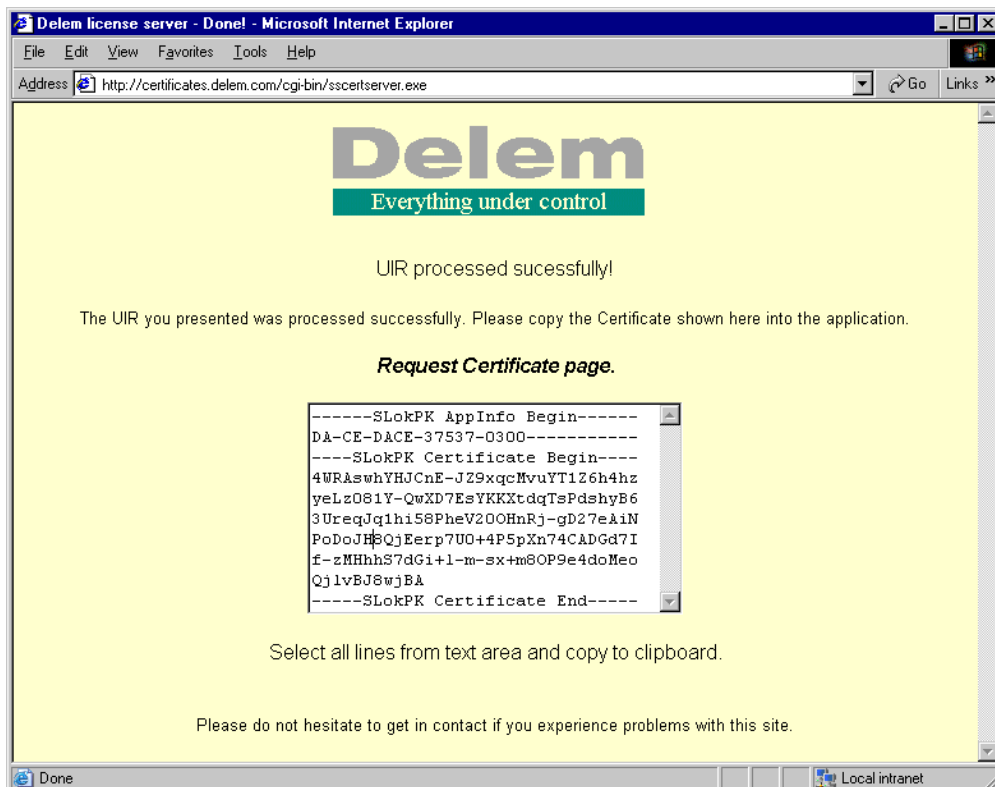 Delem license server - Done! - Microsoft Internet Explorer
File Edit View Favorites Tools Help
Address http://certificates.delem.com/cgi-bin/sscertserver.exe Go Links »
Delem
Everything under control
UIR processed sucessfully!
The UIR you presented was processed successfully. Please copy the Certificate shown here into the application.
Request Certificate page.
------SLokPK AppInfo Begin------
DA-CE-DACE-37537-0300-----------
----SLokPK Certificate Begin----
4WRAswhYHJCnE-JZ9xqcMvuYT1Z6h4hz
yeLz081Y-QwXD7EsYKKXtdqTsPdshyB6
3UreqJq1hi58PheV20OHnRj-gD27eAiN
PoDoJH8QjEerp7U0+4P5pXn74CADGd7I
f-zMHhhS7dGi+l-m-sx+m8OP9e4doMeo
QjlvBJ8wjBA
-----SLokPK Certificate End-----
Select all lines from text area and copy to clipboard.
Please do not hesitate to get in contact if you experience problems with this site.
Done Local intranet